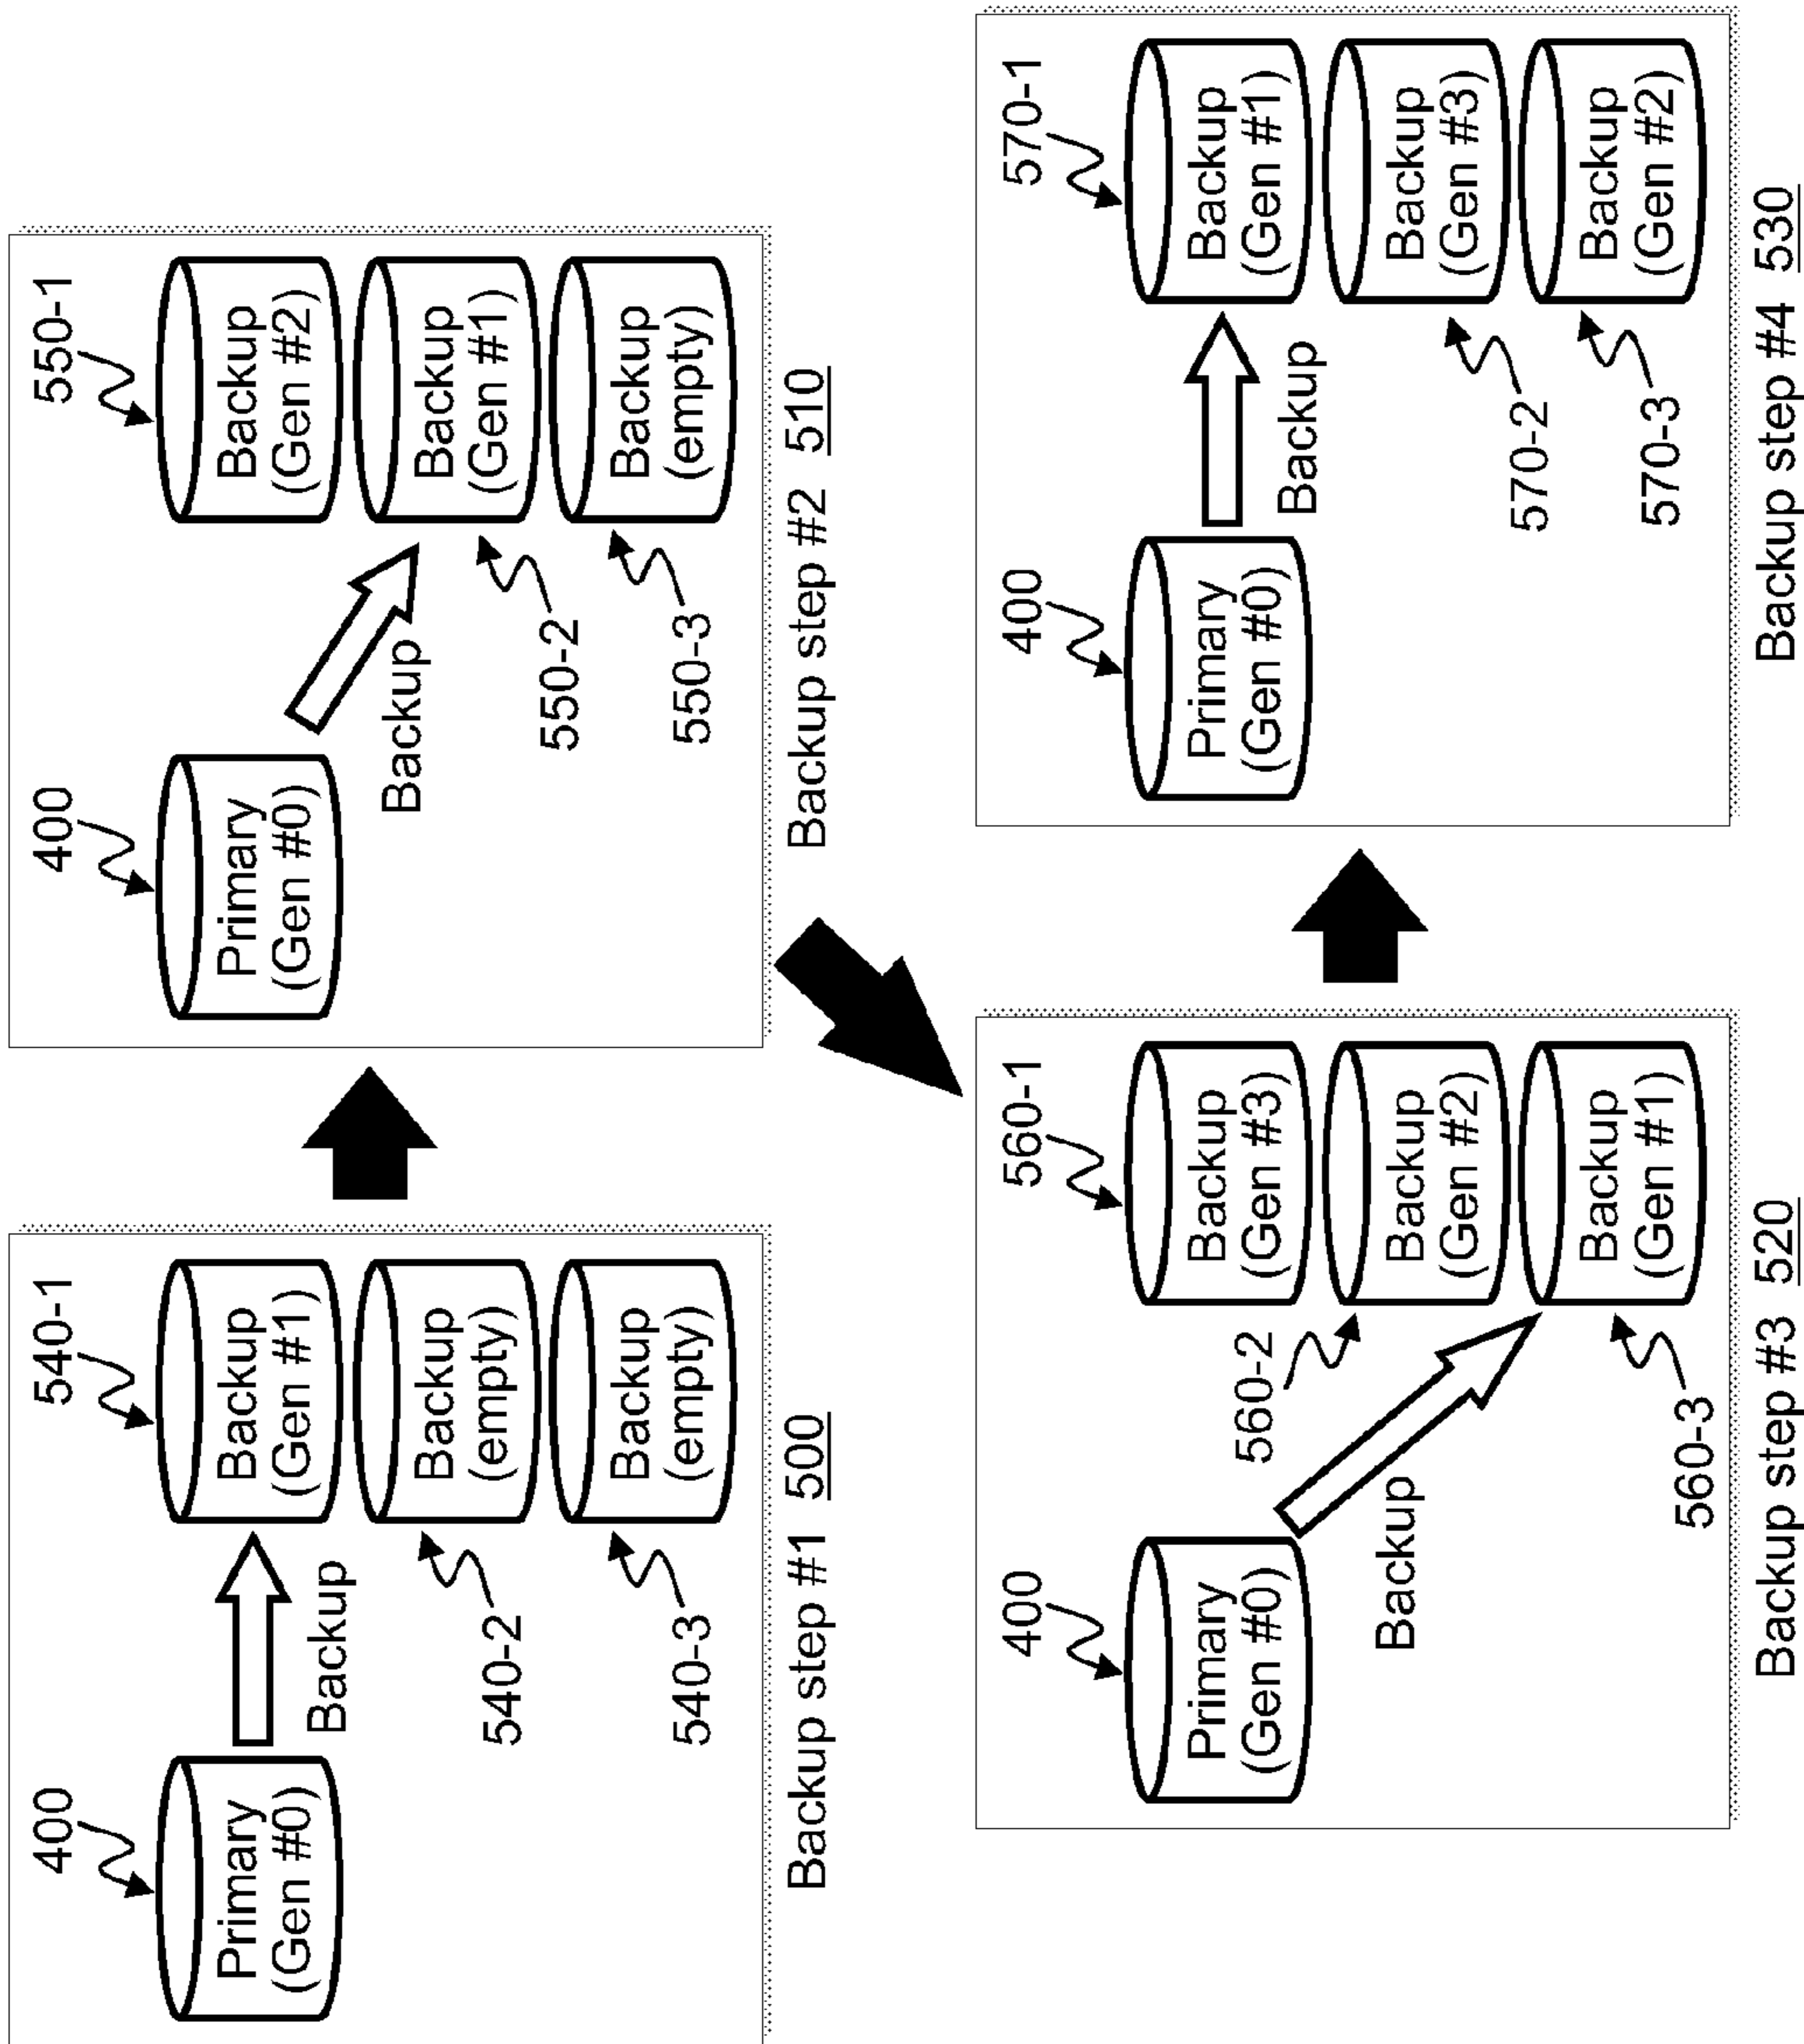 400
540-1
Primary
(Gen #0)
Backup
Backup
(Gen #1)
540-2
Backup
(empty)
540-3
Backup
(empty)
Backup step #1 500
400
550-1
Primary
(Gen #0)
Backup
Backup
(Gen #2)
550-2
Backup
(Gen #1)
550-3
Backup
(empty)
Backup step #2 510
400
560-1
Primary
(Gen #0)
Backup
Backup
(Gen #3)
560-2
Backup
(Gen #2)
560-3
Backup
(Gen #1)
Backup step #3 520
400
570-1
Primary
(Gen #0)
Backup
Backup
(Gen #1)
570-2
Backup
(Gen #3)
570-3
Backup
(Gen #2)
Backup step #4 530